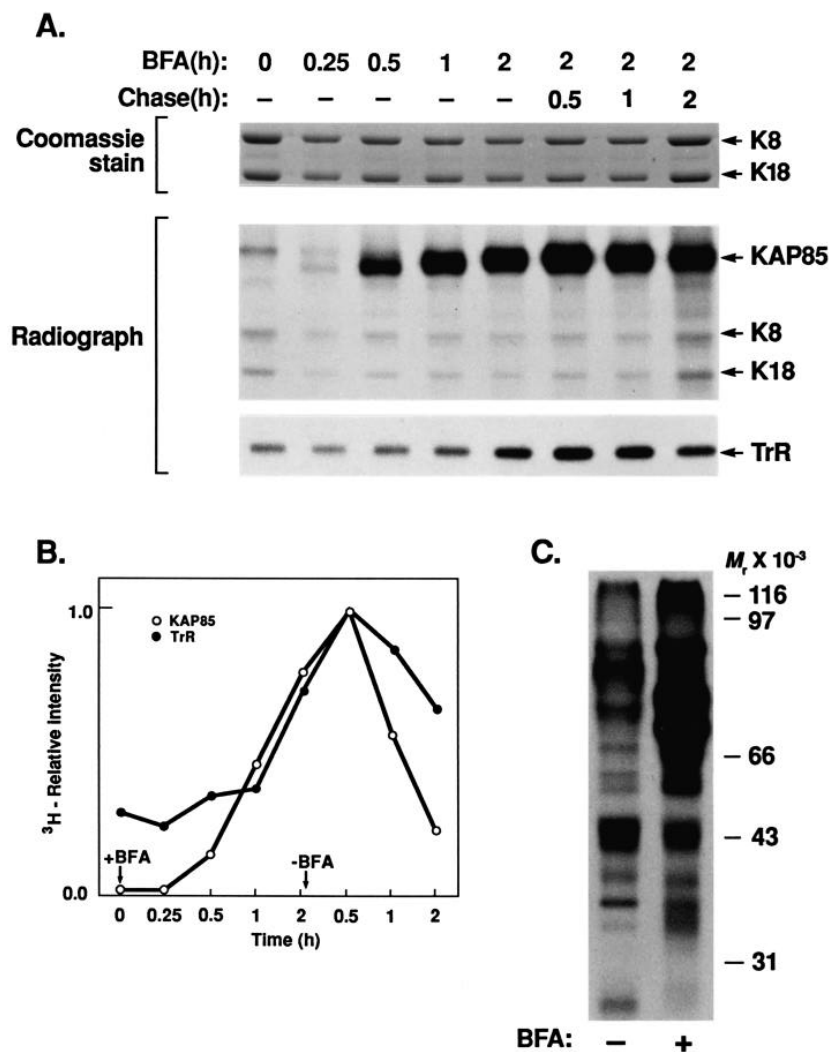 A.
BFA(h): 0 0.25 0.5 1 2 2 2 2
Chase(h): – – – – – 0.5 1 2
Coomassie
stain
K8
K18
Radiograph
KAP85
K8
K18
TrR
B.
³H - Relative intensity
1.0
KAP85
TrR
+BFA
-BFA
0.0
0 0.25 0.5 1 2 0.5 1 2
Time (h)
C.
Mr X 10-3
116
97
66
43
31
BFA: – +